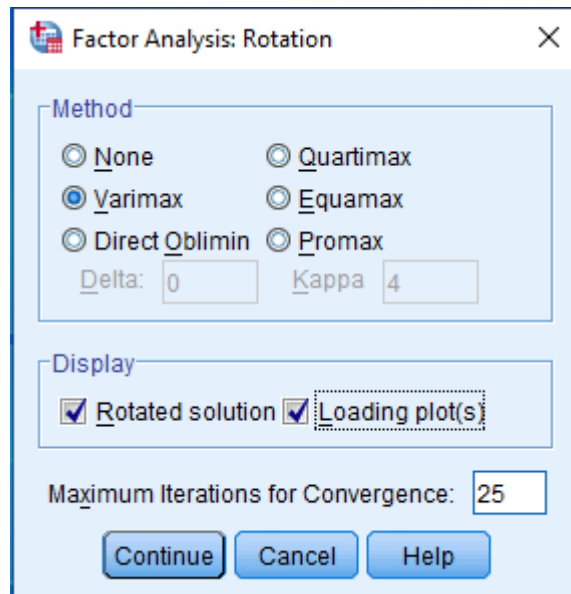 Factor Analysis: Rotation
Method
None Quartimax
Varimax Equamax
Direct Oblimin Promax
Delta: 0 Kappa 4
Display
Rotated solution Loading plot(s)
Maximum Iterations for Convergence: 25
Continue Cancel Help